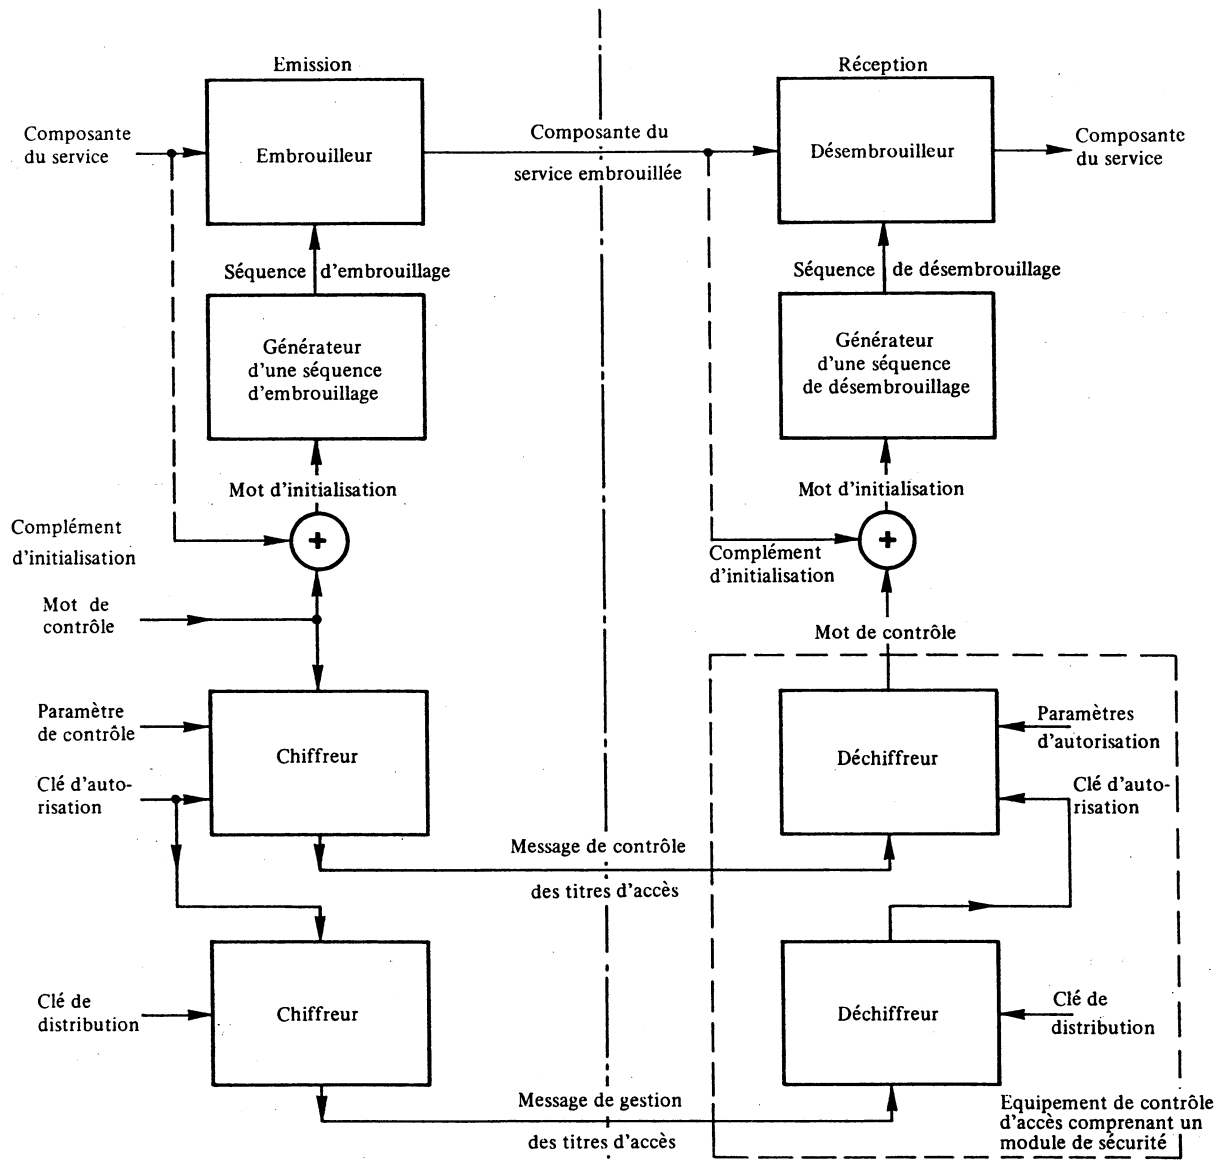 Emission
Réception
Composante
du service
Embrouilleur
Composante du
service embrouillée
Désembrouilleur
Composante
du service
Séquence d'embrouillage
Séquence de désembrouillage
Générateur
d'une séquence
d'embrouillage
Générateur
d'une séquence
de désembrouillage
Mot d'initialisation
Mot d'initialisation
Complément
d'initialisation
+
+
Complément
d'initialisation
Mot de
contrôle
Mot de contrôle
Paramètre
de contrôle
Chiffreur
Déchiffreur
Paramètres
d'autorisation
Clé d'auto-
risation
Clé d'auto-
risation
Message de contrôle
des titres d'accès
Clé de
distribution
Chiffreur
Déchiffreur
Clé de
distribution
Message de gestion
des titres d'accès
Equipement de contrôle
d'accès comprenant un
module de sécurité